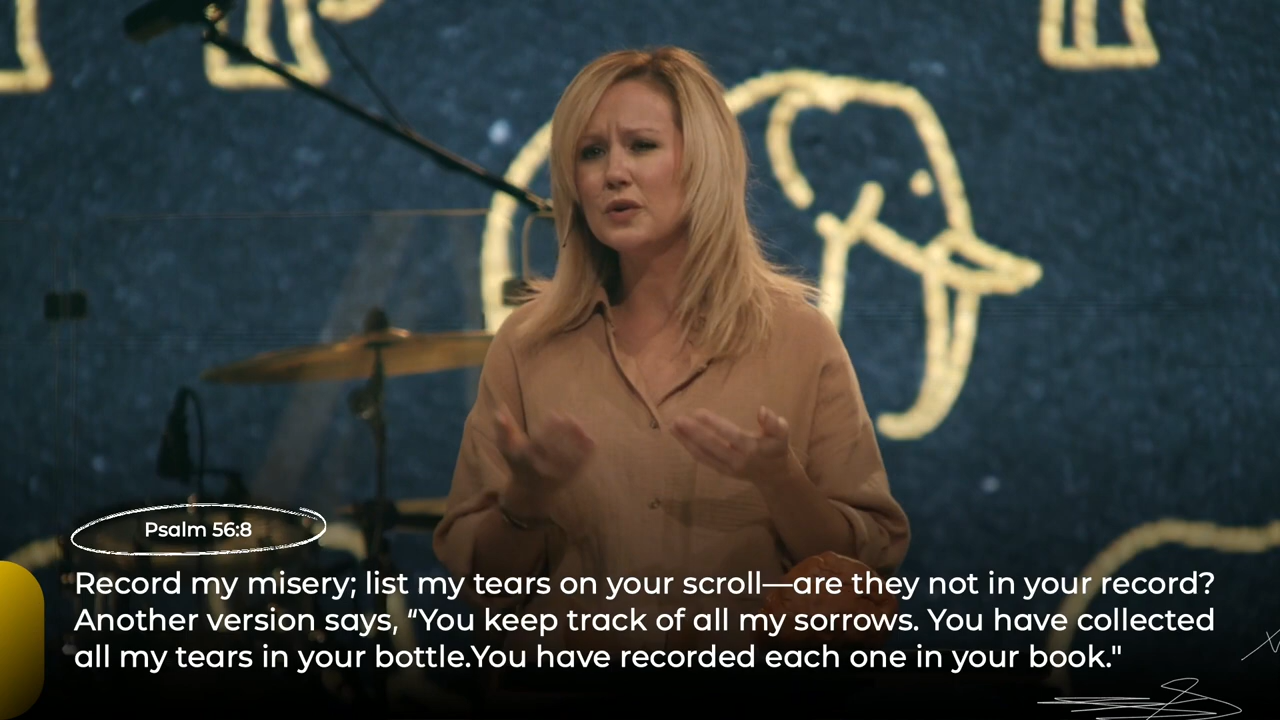 Psalm 56:8
Record my misery; list my tears on your scroll—are they not in your record?
Another version says, “You keep track of all my sorrows. You have collected
all my tears in your bottle.You have recorded each one in your book."